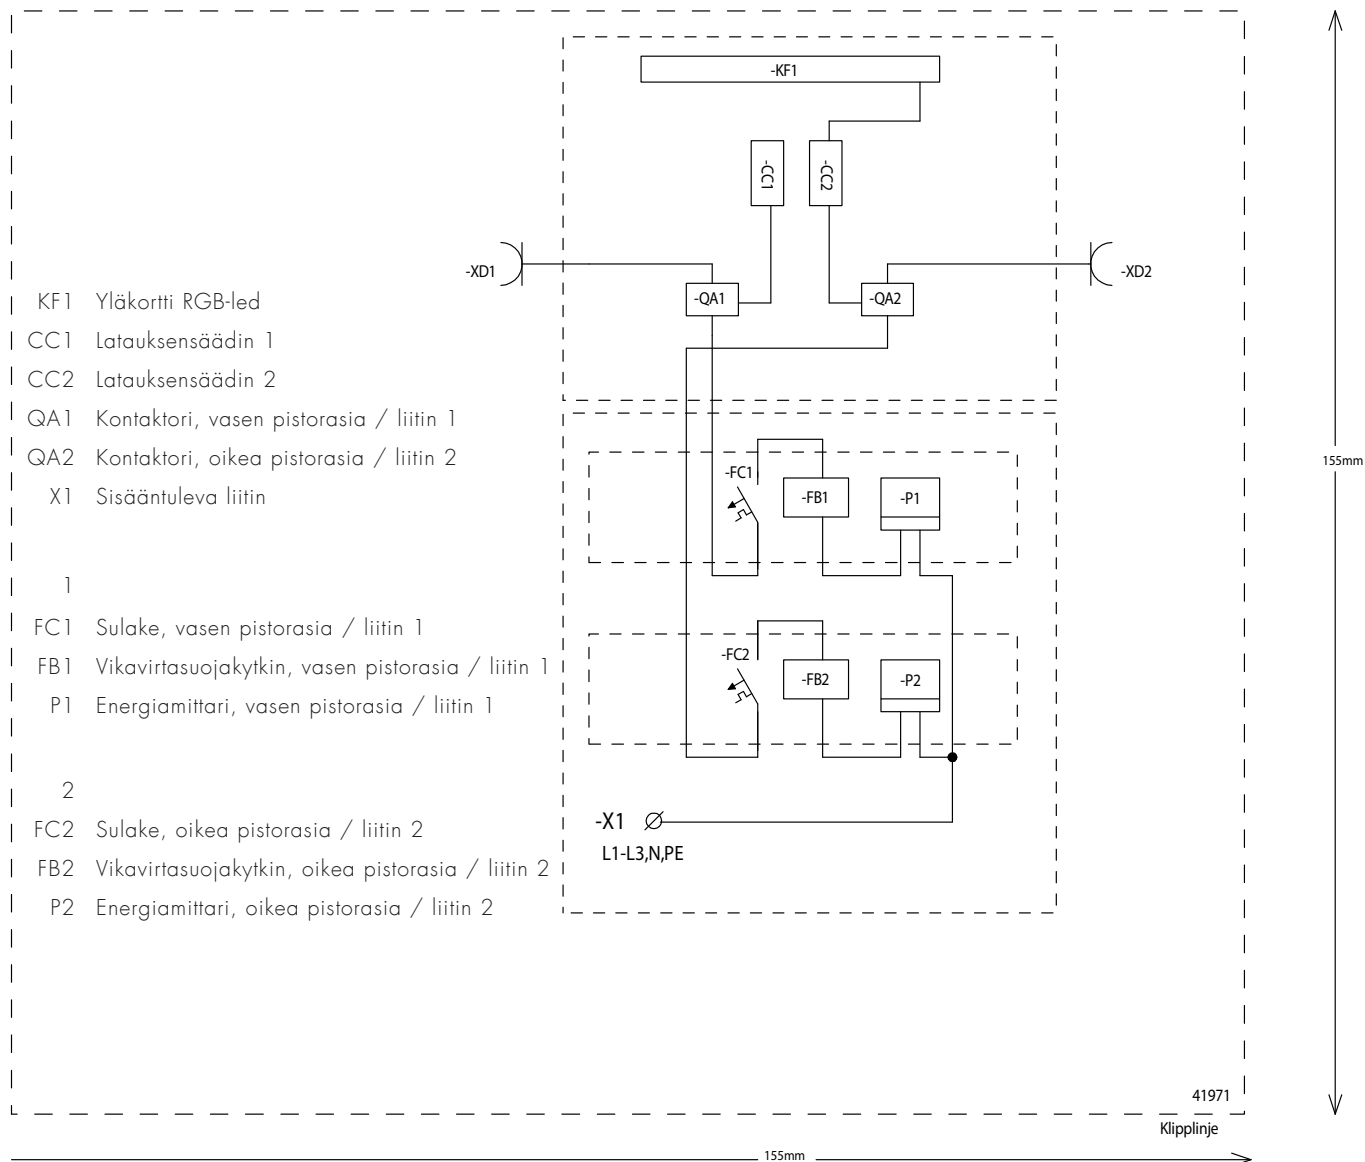 -KF1
-CC1
-CC2
-XD1
-XD2
-QA1
-QA2
KF1 Yläkortti RGB-led
CC1 Latauksensäädin 1
CC2 Latauksensäädin 2
QA1 Kontaktori, vasen pistorasia / liitin 1
QA2 Kontaktori, oikea pistorasia / liitin 2
X1 Sisääntuleva liitin
155mm
-FC1
-FB1
-P1
1
FC1 Sulake, vasen pistorasia / liitin 1
FB1 Vikavirtasuojakytkin, vasen pistorasia / liitin 1
P1 Energiamittari, vasen pistorasia / liitin 1
-FC2
-FB2
-P2
2
FC2 Sulake, oikea pistorasia / liitin 2
FB2 Vikavirtasuojakytkin, oikea pistorasia / liitin 2
P2 Energiamittari, oikea pistorasia / liitin 2
-X1
L1-L3,N,PE
41971
Klipplinje
155mm